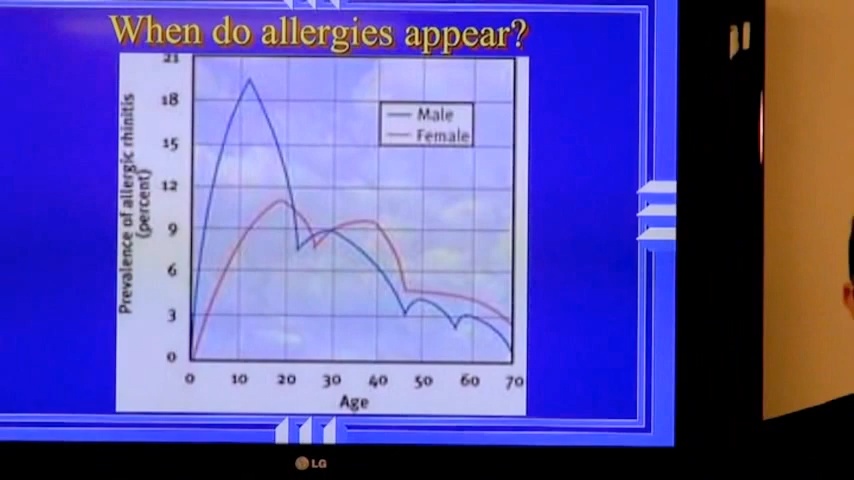 When do allergies appear?
Prevalence of allergic rhinitis
(percent)
21
18
15
12
9
6
3
0
Male
Female
0 10 20 30 40 50 60 70
Age
LG